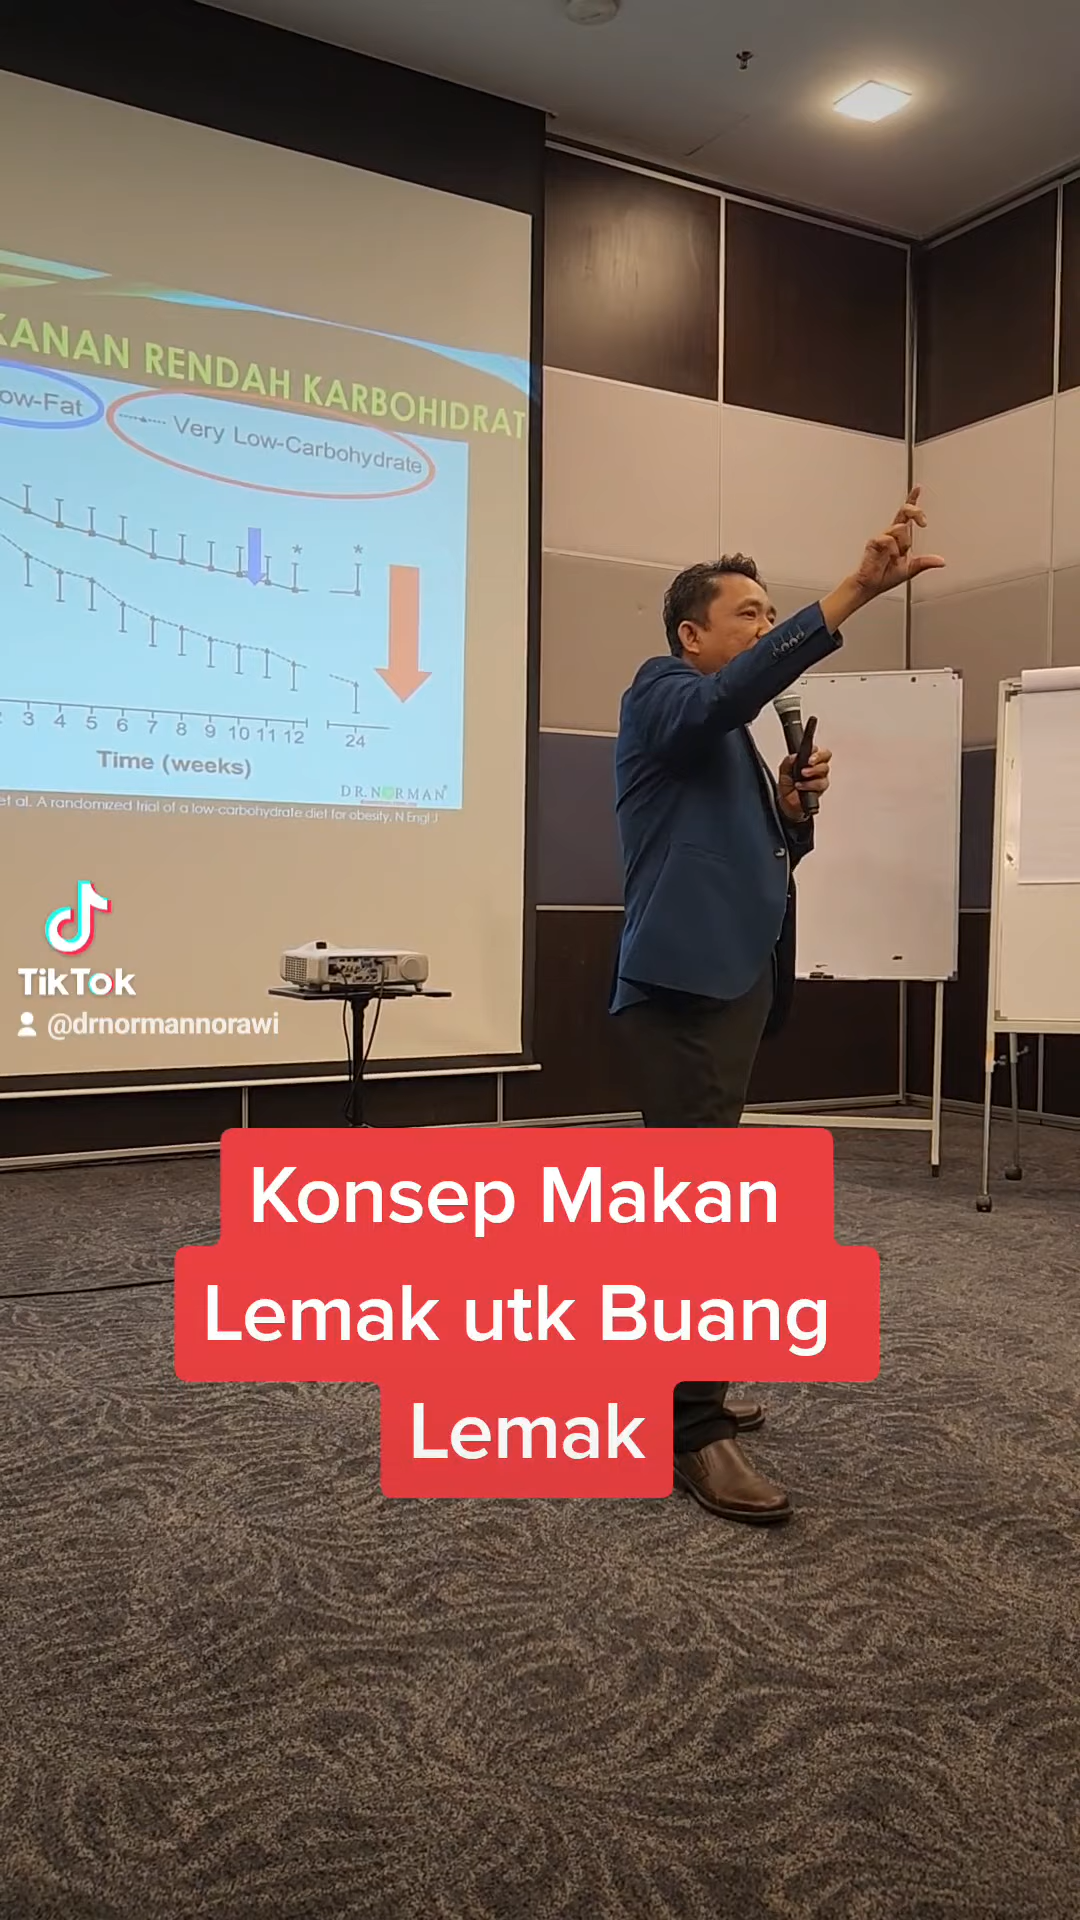 KANAN RENDAH KARBOHIDRAT
ow-Fat
Very Low-Carbohydrate
* *
3 4 5 6 7 8 9 10 11 12 24
Time (weeks)
DR. NORMAN
et al. A randomized trial of a low-carbohydrate diet for obesity. N Engl J
TikTok
@drnormannorawi
Konsep Makan
Lemak utk Buang
Lemak